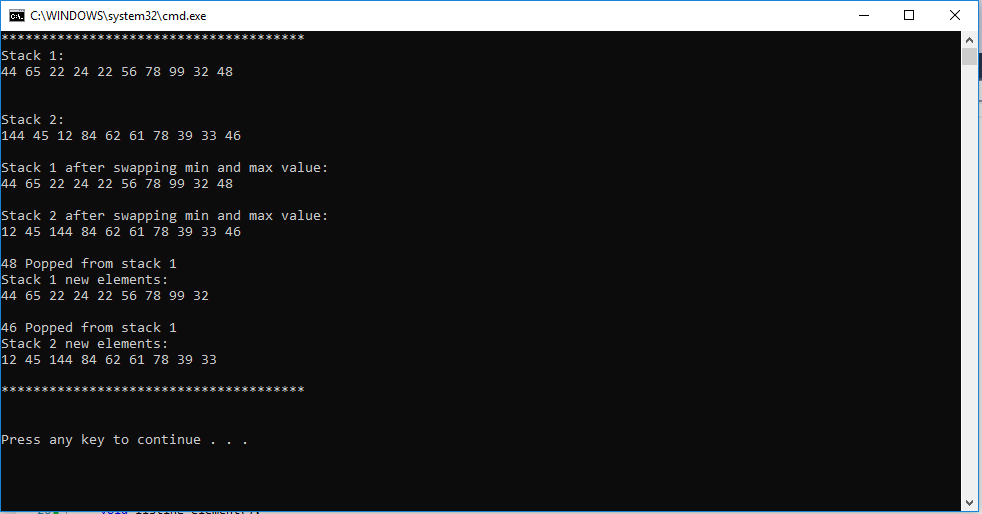 C:\WINDOWS\system32\cmd.exe
**************************************
Stack 1:
44 65 22 24 22 56 78 99 32 48
Stack 2:
144 45 12 84 62 61 78 39 33 46
Stack 1 after swapping min and max value:
44 65 22 24 22 56 78 99 32 48
Stack 2 after swapping min and max value:
12 45 144 84 62 61 78 39 33 46
48 Popped from stack 1
Stack 1 new elements:
44 65 22 24 22 56 78 99 32
46 Popped from stack 1
Stack 2 new elements:
12 45 144 84 62 61 78 39 33
**************************************
Press any key to continue . . .